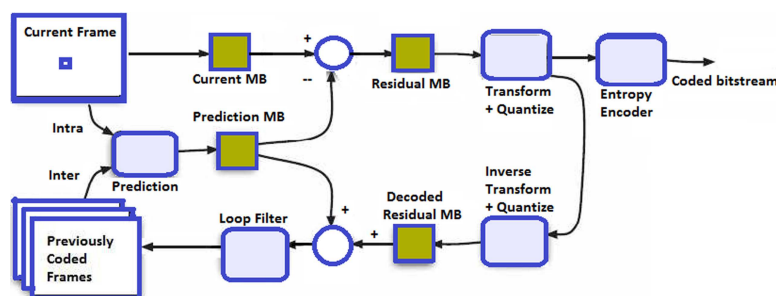 Current Frame
+
--
Current MB
Residual MB
Transform
+ Quantize
Entropy
Encoder
Coded bitstream
Prediction MB
Intra
Inter
Prediction
Inverse
Transform
+ Quantize
Decoded
Residual MB
+
+
Loop Filter
Previously
Coded
Frames